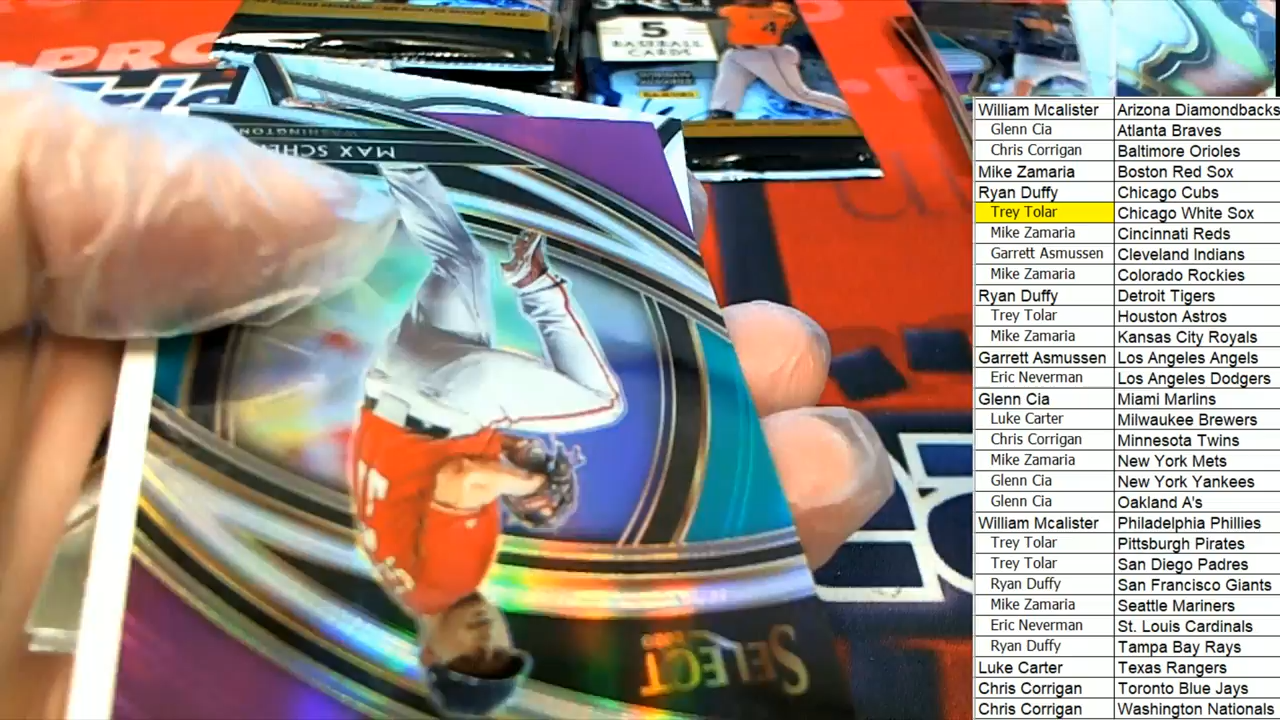 5
BASEBALL
CARDS
4
WASHINGTON
MAX SCHER
SELECT
William Mcalister Arizona Diamondbacks
Glenn Cia Atlanta Braves
Chris Corrigan Baltimore Orioles
Mike Zamaria Boston Red Sox
Ryan Duffy Chicago Cubs
Trey Tolar Chicago White Sox
Mike Zamaria Cincinnati Reds
Garrett Asmussen Cleveland Indians
Mike Zamaria Colorado Rockies
Ryan Duffy Detroit Tigers
Trey Tolar Houston Astros
Mike Zamaria Kansas City Royals
Garrett Asmussen Los Angeles Angels
Eric Neverman Los Angeles Dodgers
Glenn Cia Miami Marlins
Luke Carter Milwaukee Brewers
Chris Corrigan Minnesota Twins
Mike Zamaria New York Mets
Glenn Cia New York Yankees
Glenn Cia Oakland A's
William Mcalister Philadelphia Phillies
Trey Tolar Pittsburgh Pirates
Trey Tolar San Diego Padres
Ryan Duffy San Francisco Giants
Mike Zamaria Seattle Mariners
Eric Neverman St. Louis Cardinals
Ryan Duffy Tampa Bay Rays
Luke Carter Texas Rangers
Chris Corrigan Toronto Blue Jays
Chris Corrigan Washington Nationals